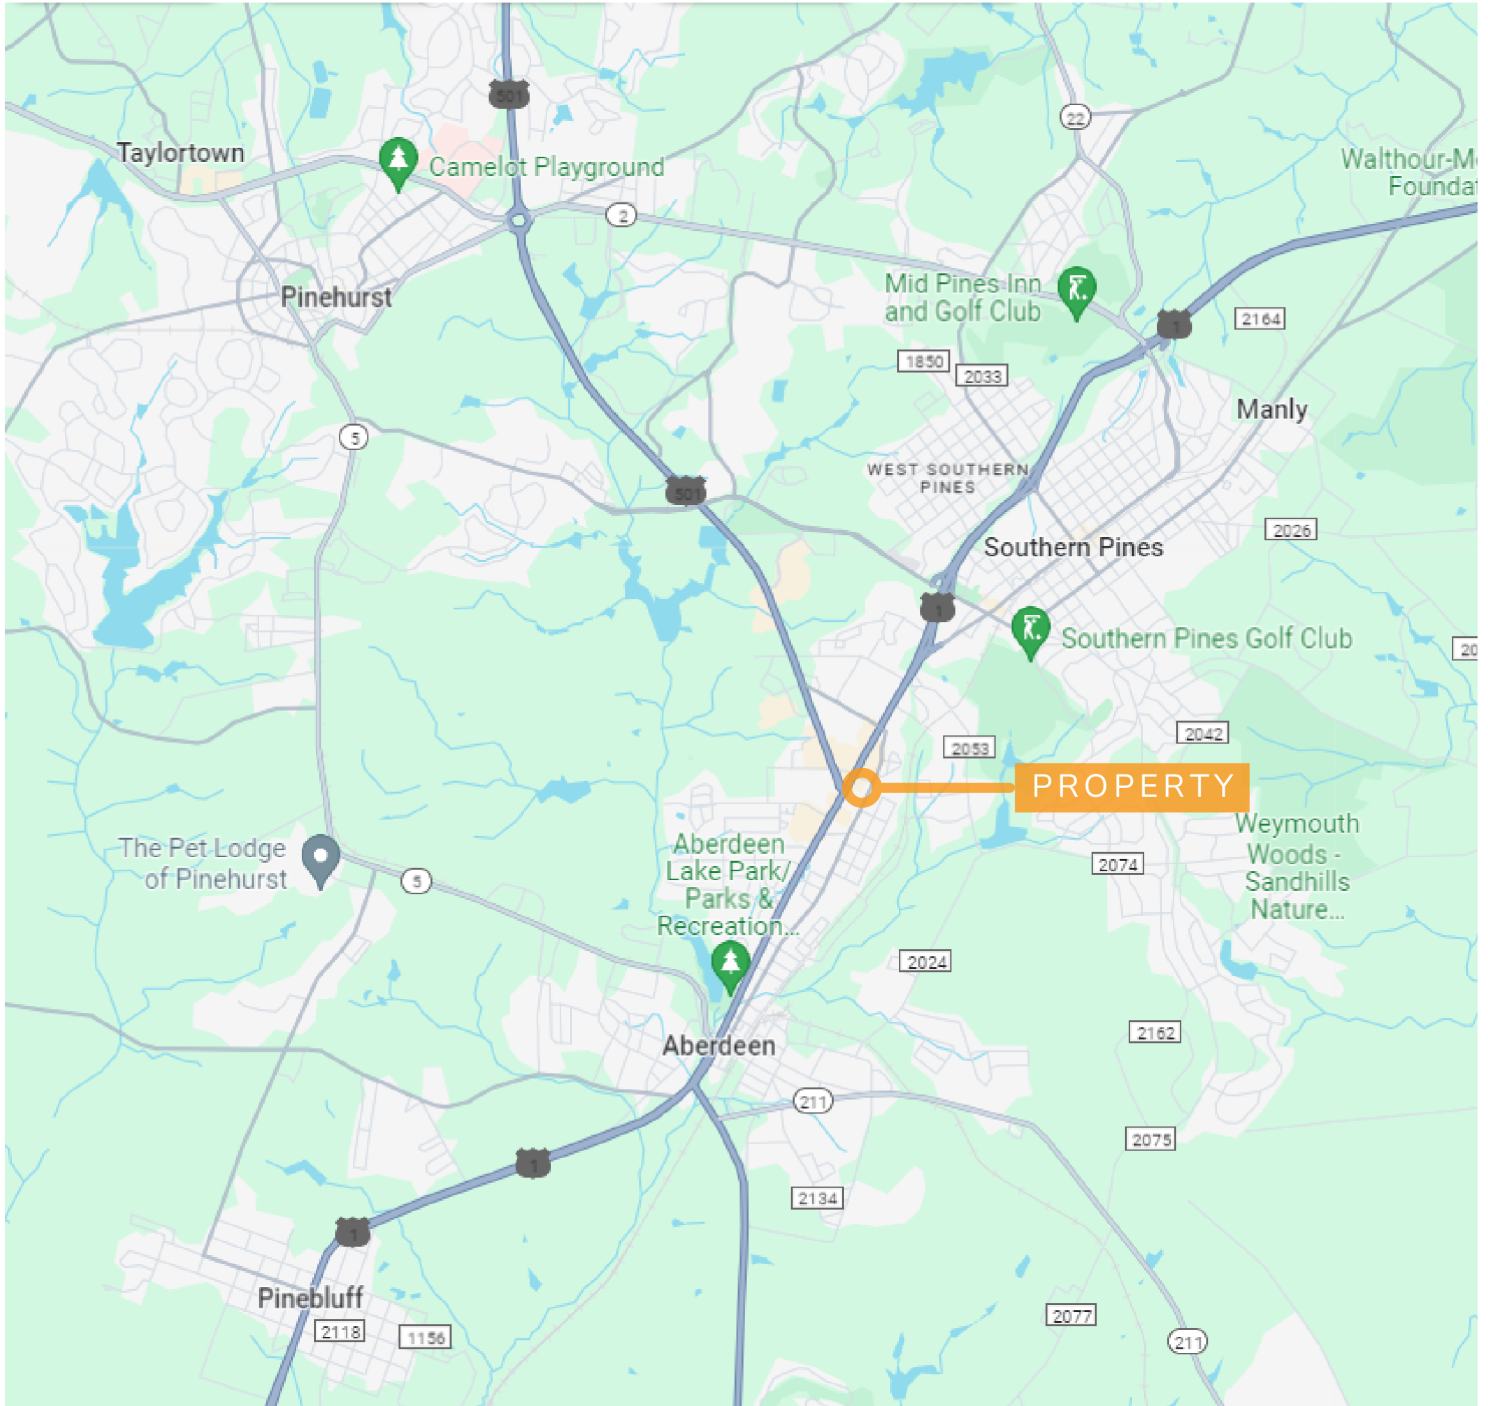 501
22
Taylortown
Camelot Playground
Walthour-M
Foundat
2
Mid Pines Inn
and Golf Club
Pinehurst
1
2164
1850
2033
Manly
5
WEST SOUTHERN
PINES
501
2026
Southern Pines
1
Southern Pines Golf Club
20
2042
2053
PROPERTY
Weymouth
Woods -
Sandhills
Nature...
Aberdeen
Lake Park/
Parks &
Recreation...
The Pet Lodge
of Pinehurst
2074
5
2024
2162
Aberdeen
211
2075
1
2134
1
Pinebluff
2118
1156
2077
211